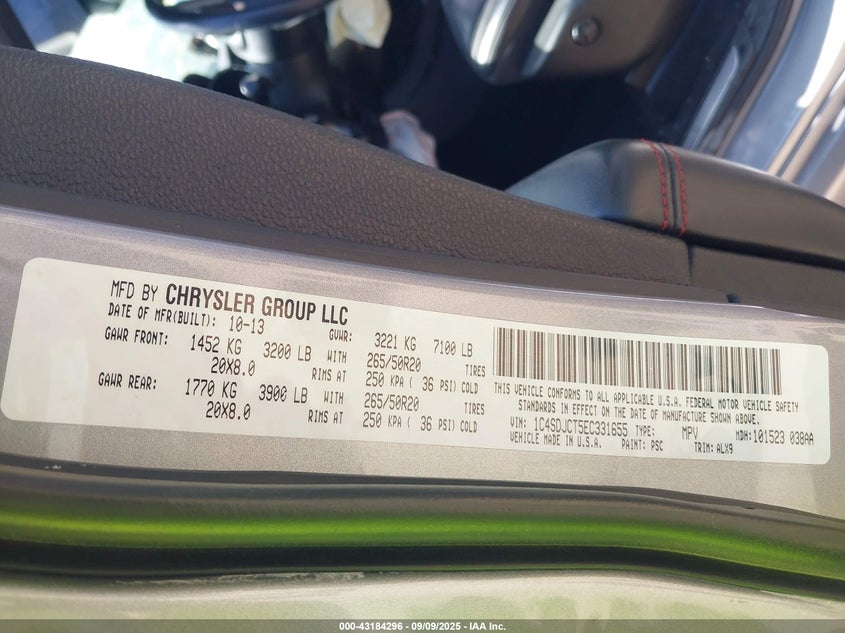 MFD BY CHRYSLER GROUP LLC
DATE OF MFR(BUILT): 10-13 GVWR: 3221 KG 7100 LB
GAWR FRONT: 1452 KG 3200 LB WITH 265/50R20 TIRES
20X8.0 RIMS AT 250 KPA ( 36 PSI) COLD
GAWR REAR: 1770 KG 3900 LB WITH 265/50R20 TIRES
20X8.0 RIMS AT 250 KPA ( 36 PSI) COLD
THIS VEHICLE CONFORMS TO ALL APPLICABLE U.S.A. FEDERAL MOTOR VEHICLE SAFETY
STANDARDS IN EFFECT ON THE DATE OF MANUFACTURE SHOWN ABOVE.
VIN: 1C4SDJCT5EC331655 TYPE: MPV MDH:101523 038AA
VEHICLE MADE IN U.S.A. PAINT: PSC TRIM: ALX9
000-43184296 - 09/09/2025 - IAA Inc.